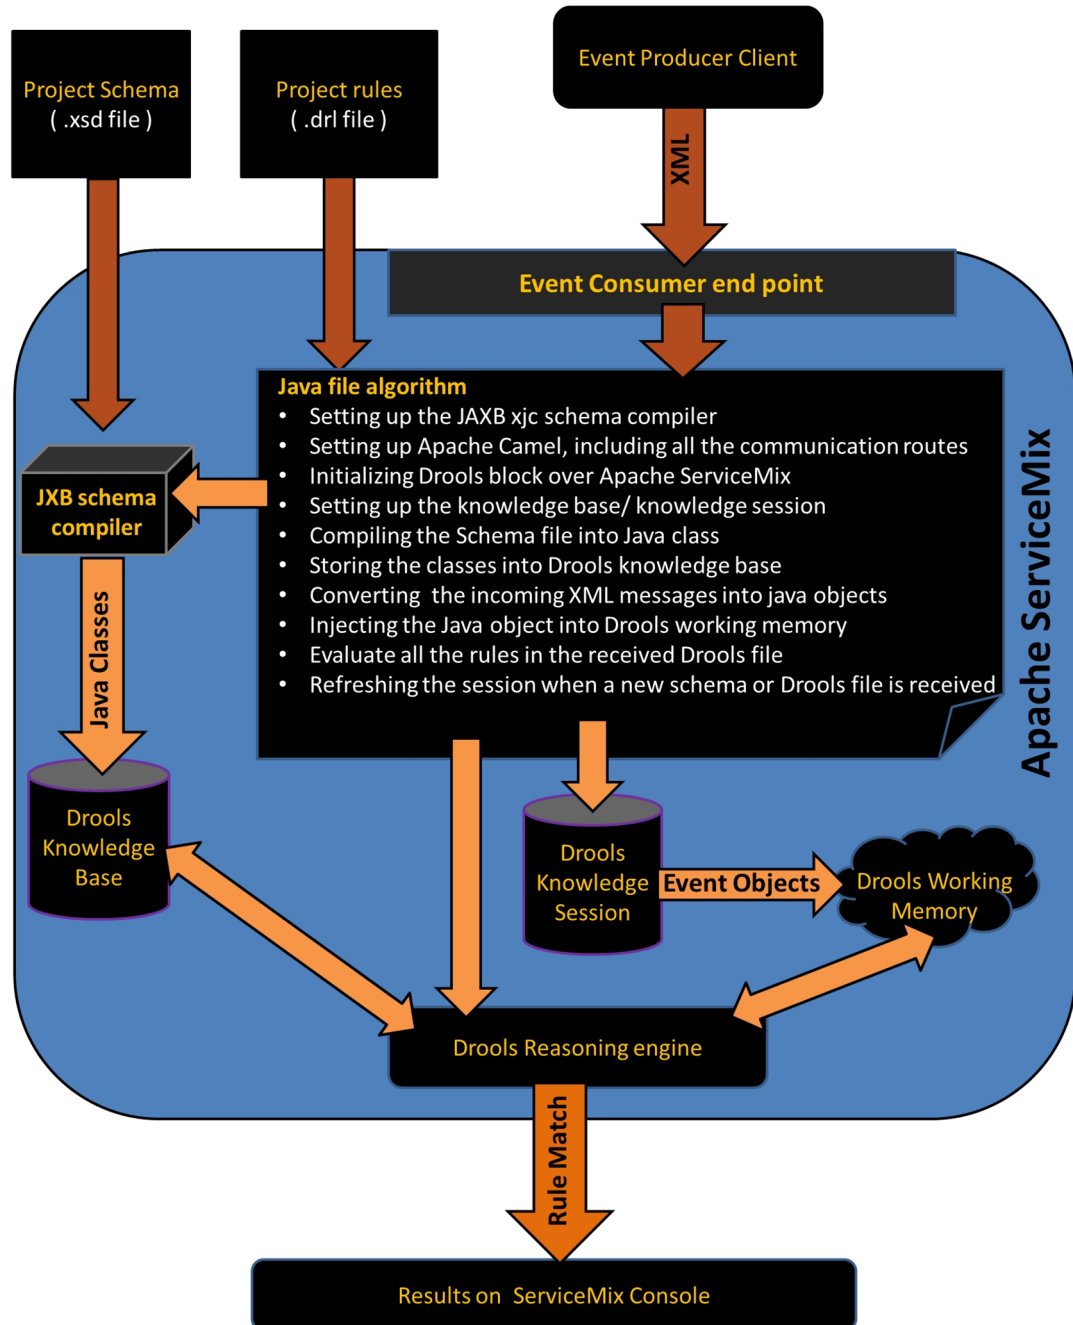 Project Schema
( .xsd file )
Project rules
( .drl file )
Event Producer Client
XML
Event Consumer end point
Java file algorithm
• Setting up the JAXB xjc schema compiler
• Setting up Apache Camel, including all the communication routes
• Initializing Drools block over Apache ServiceMix
• Setting up the knowledge base/ knowledge session
• Compiling the Schema file into Java class
• Storing the classes into Drools knowledge base
• Converting  the incoming XML messages into java objects
• Injecting the Java object into Drools working memory
• Evaluate all the rules in the received Drools file
• Refreshing the session when a new schema or Drools file is received
Apache ServiceMix
JXB schema
compiler
Java Classes
Drools
Knowledge
Base
Drools
Knowledge
Session
Event Objects
Drools Working
Memory
Drools Reasoning engine
Rule Match
Results on  ServiceMix Console